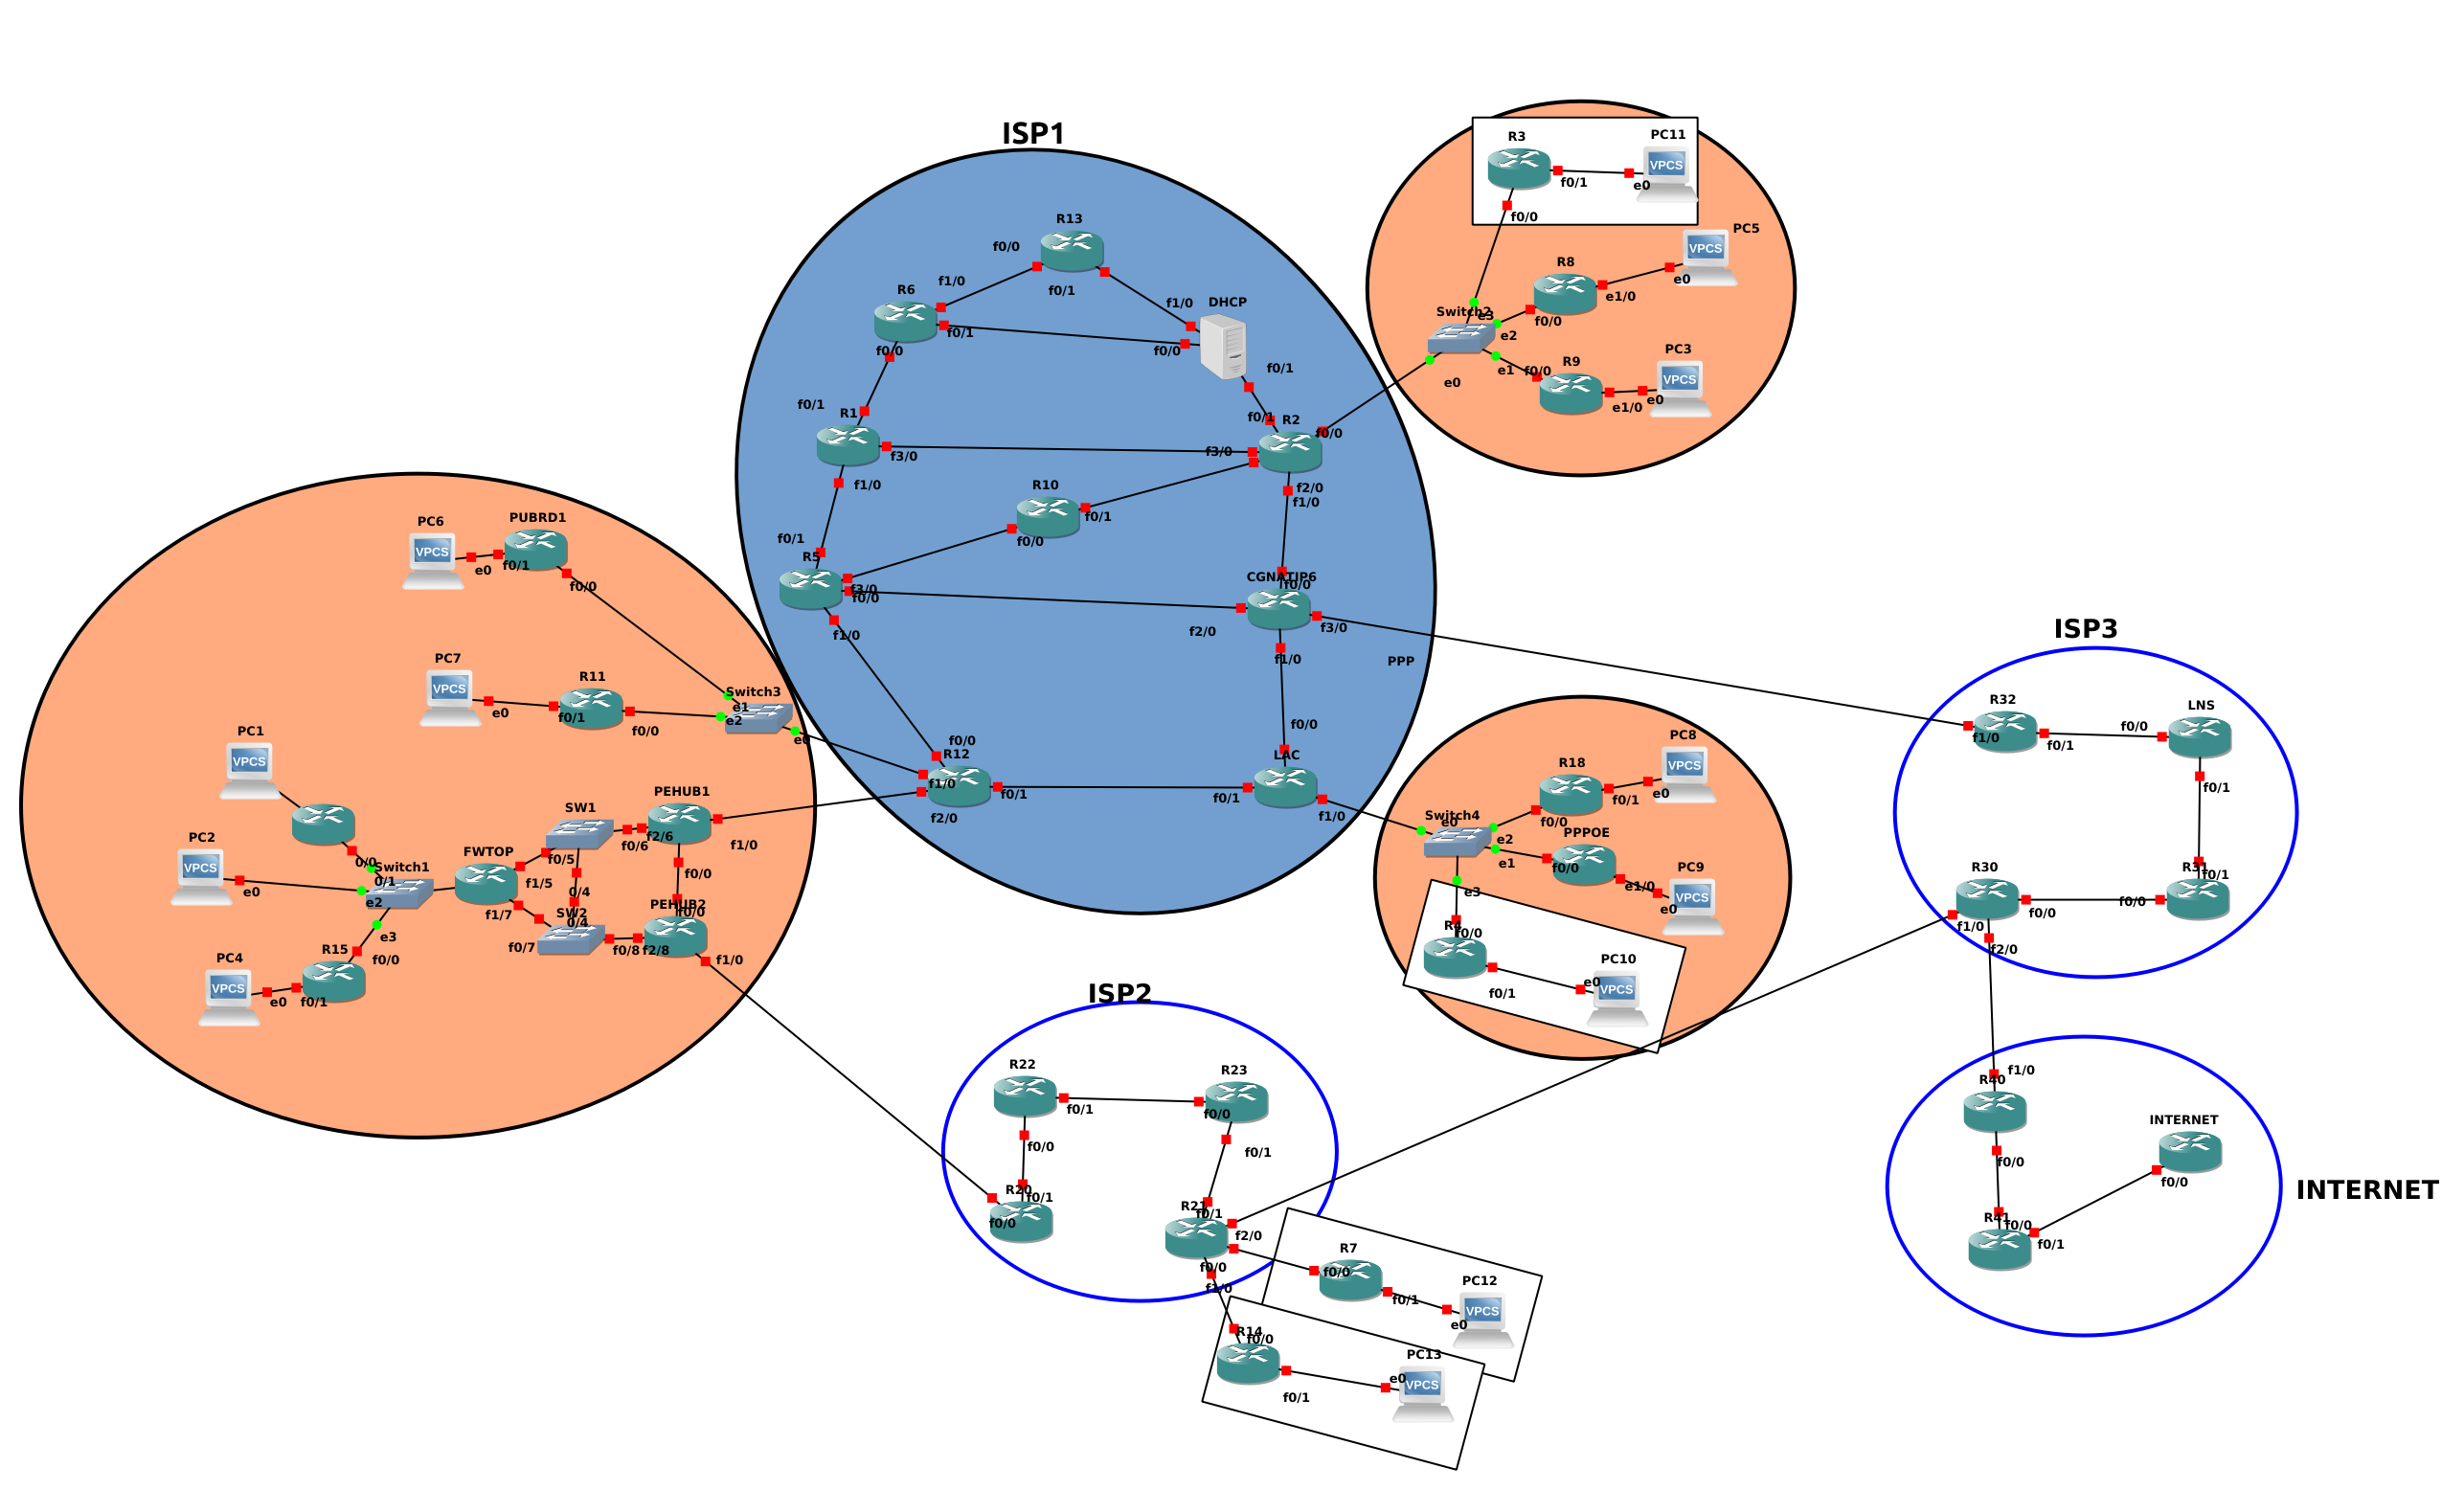 ISP1
R13
f0/0
f0/1
f1/0
R6
f0/1
f0/0
f1/0
DHCP
f0/0
f0/1
f0/1
R1
f3/0
f1/0
f0/1
R2
f0/0
f3/0
f2/0
f1/0
R10
f0/1
f0/0
f0/1
R5
f3/0
f0/0
f1/0
CGNATIP6
f0/0
f2/0
f3/0
f1/0
PPP
f0/0
R12
f1/0
f0/1
f2/0
f0/0
LAC
f0/1
f1/0
R3
PC11
VPCS
f0/1
e0
f0/0
PC5
VPCS
R8
e0
e1/0
Switch2
e3
f0/0
e2
R9
PC3
VPCS
e1
f0/0
e0
e1/0
e0
PC6
VPCS
PUBRD1
e0
f0/1
f0/0
PC7
VPCS
R11
e0
f0/1
f0/0
Switch3
e1
e2
e0
PC1
VPCS
PC2
VPCS
e0
0/0
0/1
Switch1
e2
e3
R15
f0/0
PC4
VPCS
e0
f0/1
FWTOP
f1/5
f1/7
SW1
f0/5
f0/6
0/4
SW2
0/4
f0/7
f0/8
PEHUB1
f2/6
f1/0
f0/0
PEHUB2
f0/0
f2/8
f1/0
Switch4
e0
e2
e1
e3
R18
PC8
VPCS
f0/1
e0
f0/0
PPPOE
f0/0
e1/0
PC9
VPCS
e0
R4
f0/0
f0/1
PC10
VPCS
e0
ISP2
R22
f0/1
f0/0
R23
f0/0
f0/1
R20
f0/1
f0/0
R21
f0/1
f2/0
f0/0
f1/0
R7
f0/0
f0/1
PC12
VPCS
e0
R14
f0/0
f0/1
PC13
VPCS
e0
ISP3
R32
f1/0
f0/1
f0/0
LNS
f0/1
R30
f0/0
f1/0
f2/0
R31
f0/1
f0/0
f1/0
R40
f0/0
INTERNET
f0/0
R41
f0/0
f0/1
INTERNET